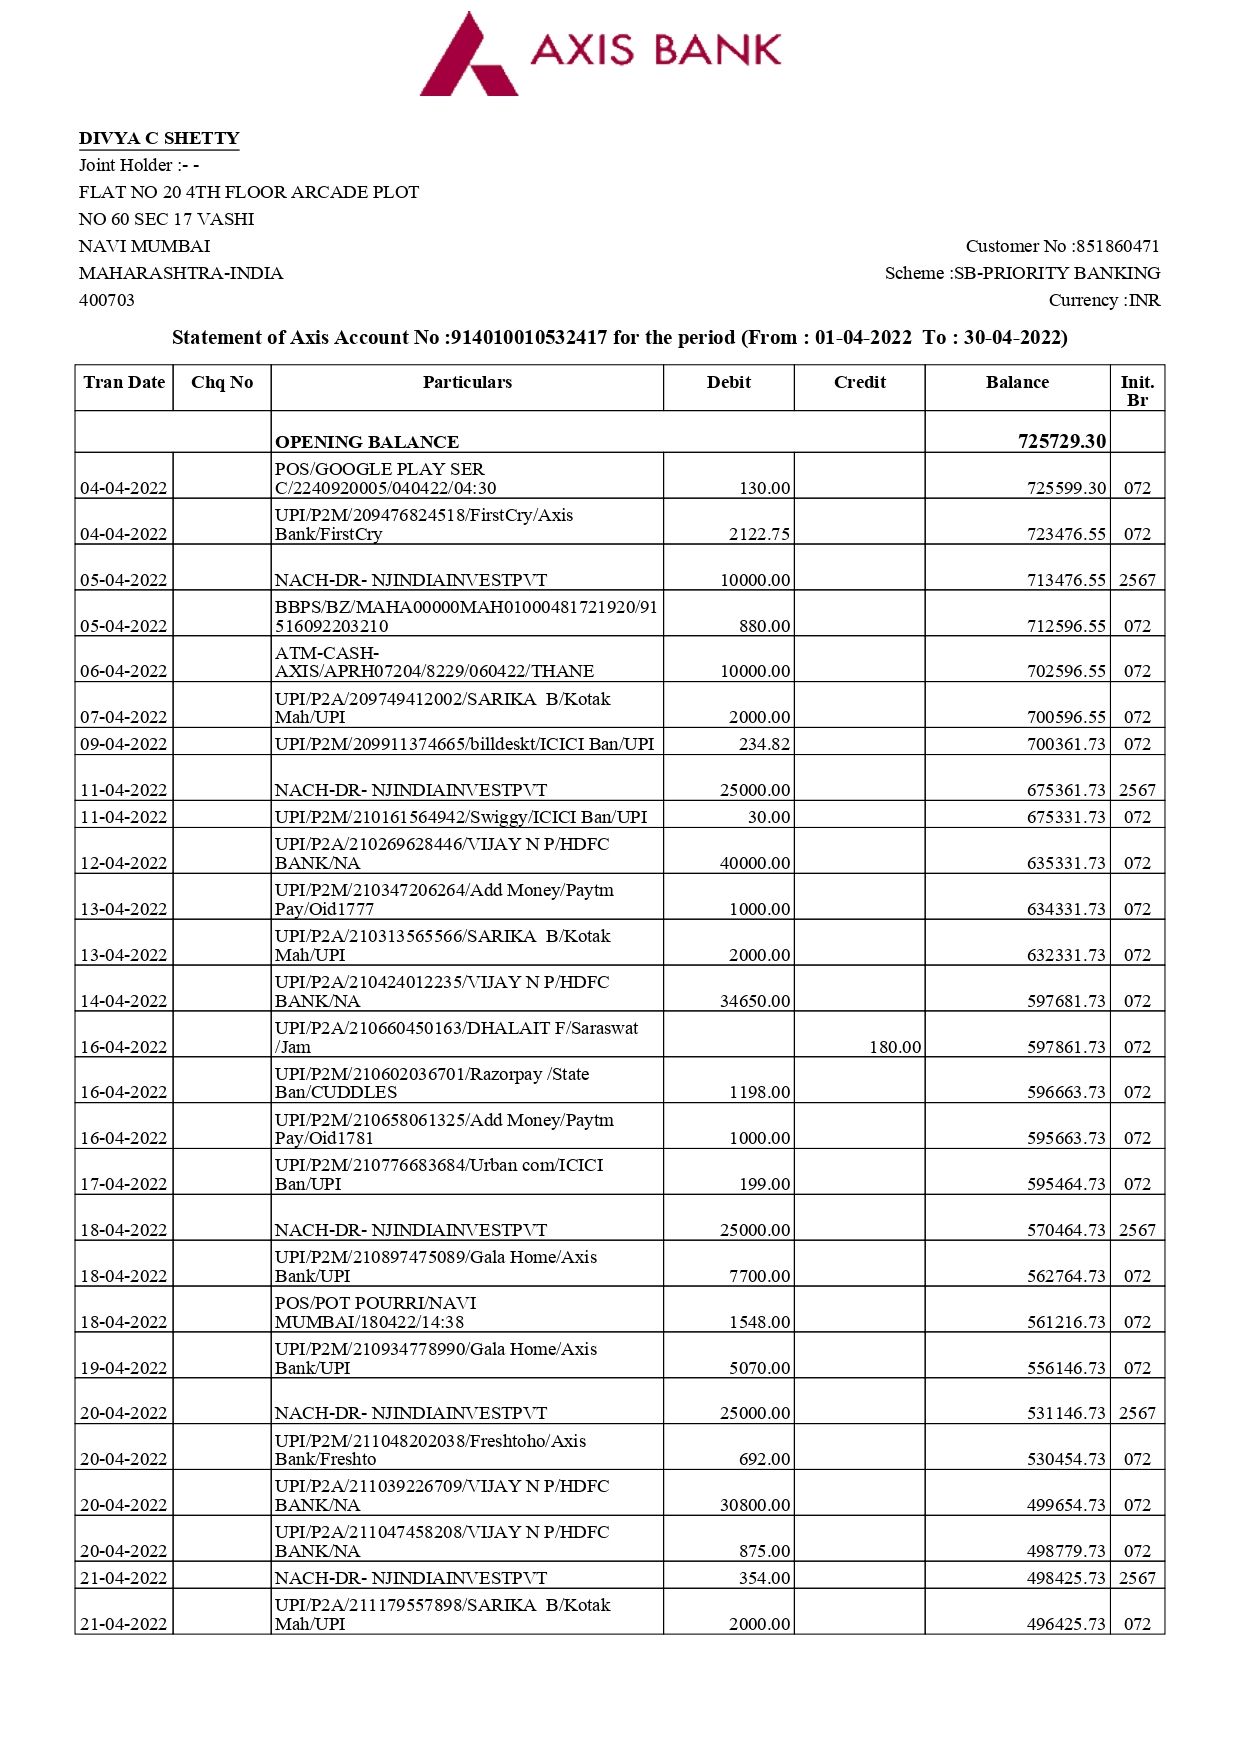 AXIS BANK
DIVYA C SHETTY
Joint Holder :- -
FLAT NO 20 4TH FLOOR ARCADE PLOT
NO 60 SEC 17 VASHI
NAVI MUMBAI Customer No :851860471
MAHARASHTRA-INDIA Scheme :SB-PRIORITY BANKING
400703 Currency :INR
Statement of Axis Account No :914010010532417 for the period (From : 01-04-2022 To : 30-04-2022)
Tran Date Chq No Particulars Debit Credit Balance Init.
Br
OPENING BALANCE 725729.30
POS/GOOGLE PLAY SER
04-04-2022 C/2240920005/040422/04:30 130.00 725599.30 072
UPI/P2M/209476824518/FirstCry/Axis
04-04-2022 Bank/FirstCry 2122.75 723476.55 072
05-04-2022 NACH-DR- NJINDIAINVESTPVT 10000.00 713476.55 2567
BBPS/BZ/MAHA00000MAH01000481721920/91
05-04-2022 516092203210 880.00 712596.55 072
ATM-CASH-
06-04-2022 AXIS/APRH07204/8229/060422/THANE 10000.00 702596.55 072
UPI/P2A/209749412002/SARIKA B/Kotak
07-04-2022 Mah/UPI 2000.00 700596.55 072
09-04-2022 UPI/P2M/209911374665/billdeskt/ICICI Ban/UPI 234.82 700361.73 072
11-04-2022 NACH-DR- NJINDIAINVESTPVT 25000.00 675361.73 2567
11-04-2022 UPI/P2M/210161564942/Swiggy/ICICI Ban/UPI 30.00 675331.73 072
UPI/P2A/210269628446/VIJAY N P/HDFC
12-04-2022 BANK/NA 40000.00 635331.73 072
UPI/P2M/210347206264/Add Money/Paytm
13-04-2022 Pay/Oid1777 1000.00 634331.73 072
UPI/P2A/210313565566/SARIKA B/Kotak
13-04-2022 Mah/UPI 2000.00 632331.73 072
UPI/P2A/210424012235/VIJAY N P/HDFC
14-04-2022 BANK/NA 34650.00 597681.73 072
UPI/P2A/210660450163/DHALAIT F/Saraswat
16-04-2022 /Jam 180.00 597861.73 072
UPI/P2M/210602036701/Razorpay /State
16-04-2022 Ban/CUDDLES 1198.00 596663.73 072
UPI/P2M/210658061325/Add Money/Paytm
16-04-2022 Pay/Oid1781 1000.00 595663.73 072
UPI/P2M/210776683684/Urban com/ICICI
17-04-2022 Ban/UPI 199.00 595464.73 072
18-04-2022 NACH-DR- NJINDIAINVESTPVT 25000.00 570464.73 2567
UPI/P2M/210897475089/Gala Home/Axis
18-04-2022 Bank/UPI 7700.00 562764.73 072
POS/POT POURRI/NAVI
18-04-2022 MUMBAI/180422/14:38 1548.00 561216.73 072
UPI/P2M/210934778990/Gala Home/Axis
19-04-2022 Bank/UPI 5070.00 556146.73 072
20-04-2022 NACH-DR- NJINDIAINVESTPVT 25000.00 531146.73 2567
UPI/P2M/211048202038/Freshtoho/Axis
20-04-2022 Bank/Freshto 692.00 530454.73 072
UPI/P2A/211039226709/VIJAY N P/HDFC
20-04-2022 BANK/NA 30800.00 499654.73 072
UPI/P2A/211047458208/VIJAY N P/HDFC
20-04-2022 BANK/NA 875.00 498779.73 072
21-04-2022 NACH-DR- NJINDIAINVESTPVT 354.00 498425.73 2567
UPI/P2A/211179557898/SARIKA B/Kotak
21-04-2022 Mah/UPI 2000.00 496425.73 072